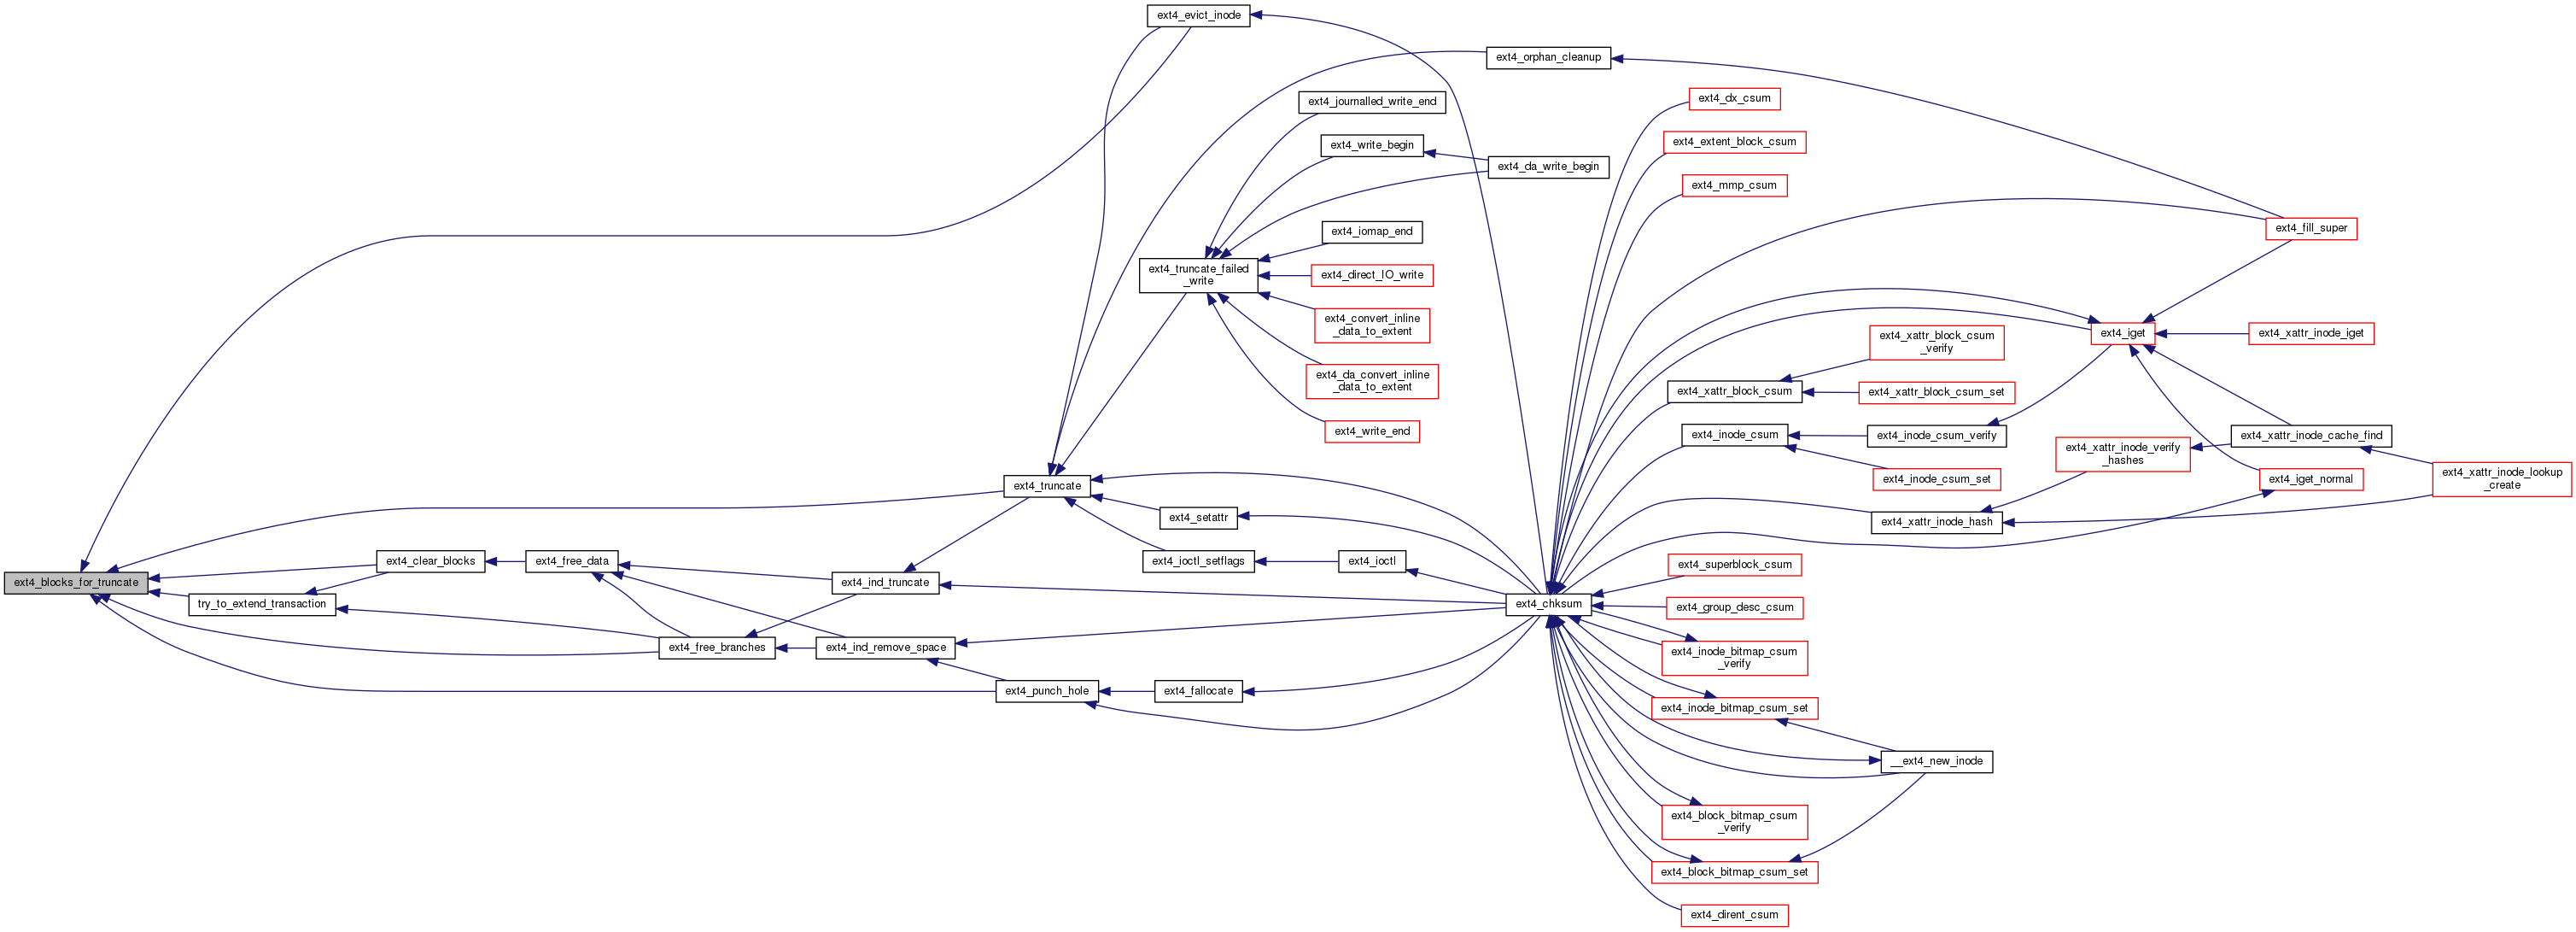 ext4_evict_inode
ext4_orphan_cleanup
ext4_journalled_write_end
ext4_dx_csum
ext4_write_begin
ext4_extent_block_csum
ext4_da_write_begin
ext4_mmp_csum
ext4_iomap_end
ext4_fill_super
ext4_truncate_failed
_write
ext4_direct_IO_write
ext4_convert_inline
_data_to_extent
ext4_iget
ext4_xattr_inode_iget
ext4_xattr_block_csum
_verify
ext4_da_convert_inline
_data_to_extent
ext4_xattr_block_csum
ext4_xattr_block_csum_set
ext4_write_end
ext4_inode_csum
ext4_inode_csum_verify
ext4_xattr_inode_cache_find
ext4_xattr_inode_verify
_hashes
ext4_inode_csum_set
ext4_iget_normal
ext4_xattr_inode_lookup
_create
ext4_truncate
ext4_setattr
ext4_xattr_inode_hash
ext4_clear_blocks
ext4_free_data
ext4_ioctl_setflags
ext4_ioctl
ext4_superblock_csum
ext4_blocks_for_truncate
ext4_ind_truncate
try_to_extend_transaction
ext4_chksum
ext4_group_desc_csum
ext4_free_branches
ext4_ind_remove_space
ext4_inode_bitmap_csum
_verify
ext4_punch_hole
ext4_fallocate
ext4_inode_bitmap_csum_set
__ext4_new_inode
ext4_block_bitmap_csum
_verify
ext4_block_bitmap_csum_set
ext4_dirent_csum